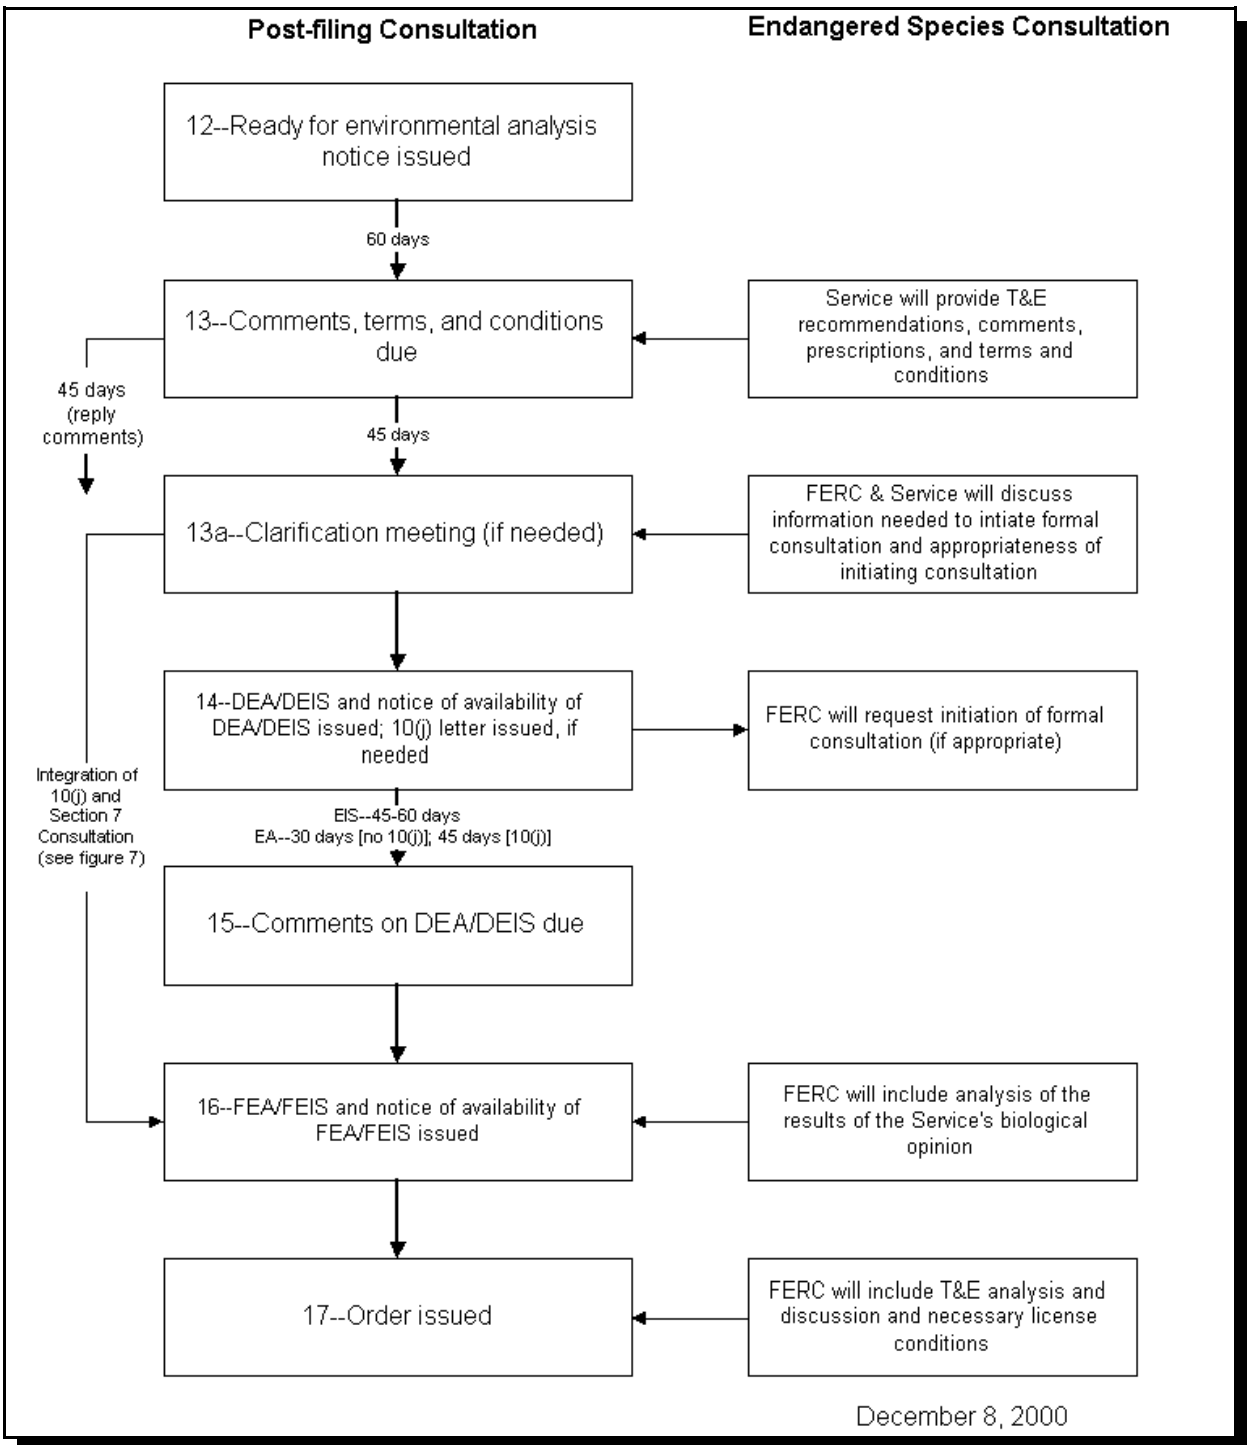 Post-filing Consultation
Endangered Species Consultation
12--Ready for environmental analysis
notice issued
60 days
13--Comments, terms, and conditions
due
Service will provide T&E
recommendations, comments,
prescriptions, and terms and
conditions
45 days
(reply
comments)
45 days
13a--Clarification meeting (if needed)
FERC & Service will discuss
information needed to intiate formal
consultation and appropriateness of
initiating consultation
14--DEA/DEIS and notice of availability of
DEA/DEIS issued; 10(j) letter issued, if
needed
FERC will request initiation of formal
consultation (if appropriate)
Integration of
10(j) and
Section 7
Consultation
(see figure 7)
EIS--45-60 days
EA--30 days [no 10(j)]; 45 days [10(j)]
15--Comments on DEA/DEIS due
16--FEA/FEIS and notice of availability of
FEA/FEIS issued
FERC will include analysis of the
results of the Service's biological
opinion
17--Order issued
FERC will include T&E analysis and
discussion and necessary license
conditions
December 8, 2000